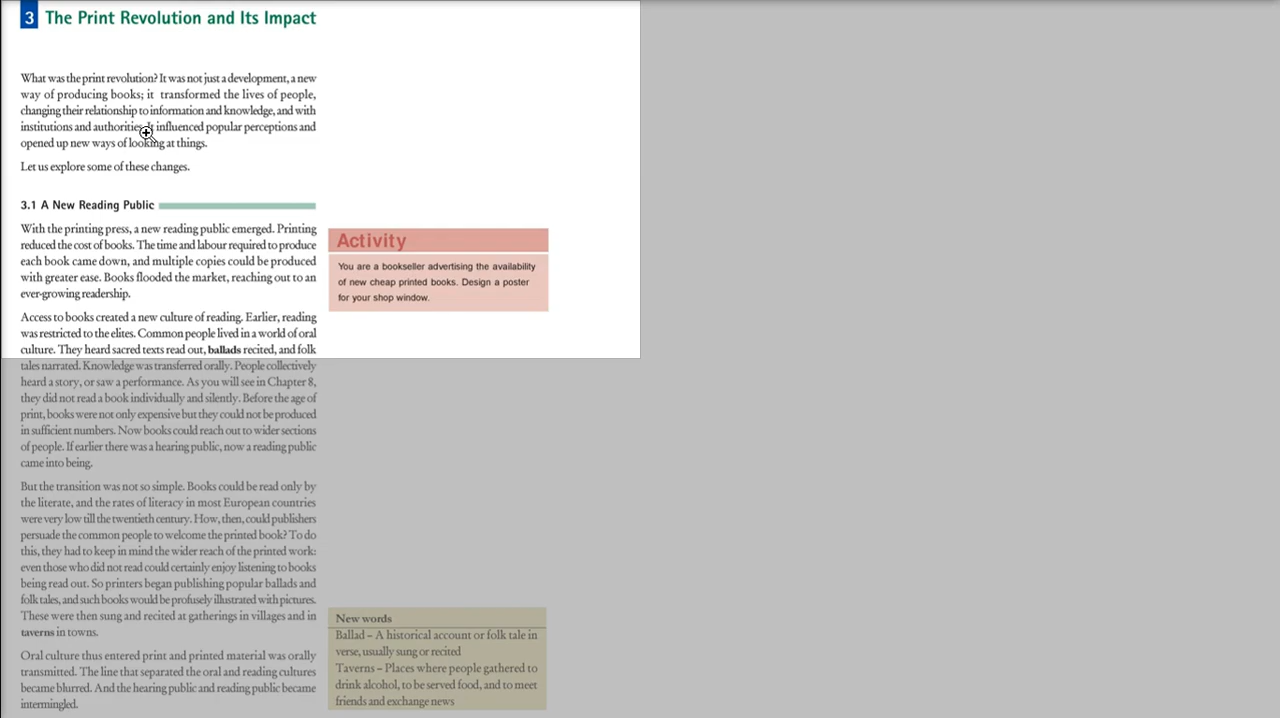 3 The Print Revolution and Its Impact
What was the print revolution? It was not just a development, a new
way of producing books; it transformed the lives of people,
changing their relationship to information and knowledge, and with
institutions and authorities. It influenced popular perceptions and
opened up new ways of looking at things.
Let us explore some of these changes.
3.1 A New Reading Public
With the printing press, a new reading public emerged. Printing
reduced the cost of books. The time and labour required to produce
each book came down, and multiple copies could be produced
with greater ease. Books flooded the market, reaching out to an
ever-growing readership.
Access to books created a new culture of reading. Earlier, reading
was restricted to the elites. Common people lived in a world of oral
culture. They heard sacred texts read out, ballads recited, and folk
tales narrated. Knowledge was transferred orally. People collectively
heard a story, or saw a performance. As you will see in Chapter 8,
they did not read a book individually and silently. Before the age of
print, books were not only expensive but they could not be produced
in sufficient numbers. Now books could reach out to wider sections
of people. If earlier there was a hearing public, now a reading public
came into being.
But the transition was not so simple. Books could be read only by
the literate, and the rates of literacy in most European countries
were very low till the twentieth century. How, then, could publishers
persuade the common people to welcome the printed book? To do
this, they had to keep in mind the wider reach of the printed work:
even those who did not read could certainly enjoy listening to books
being read out. So printers began publishing popular ballads and
folk tales, and such books would be profusely illustrated with pictures.
These were then sung and recited at gatherings in villages and in
taverns in towns.
Oral culture thus entered print and printed material was orally
transmitted. The line that separated the oral and reading cultures
became blurred. And the hearing public and reading public became
intermingled.
Activity
You are a bookseller advertising the availability
of new cheap printed books. Design a poster
for your shop window.
New words
Ballad – A historical account or folk tale in
verse, usually sung or recited
Taverns – Places where people gathered to
drink alcohol, to be served food, and to meet
friends and exchange news